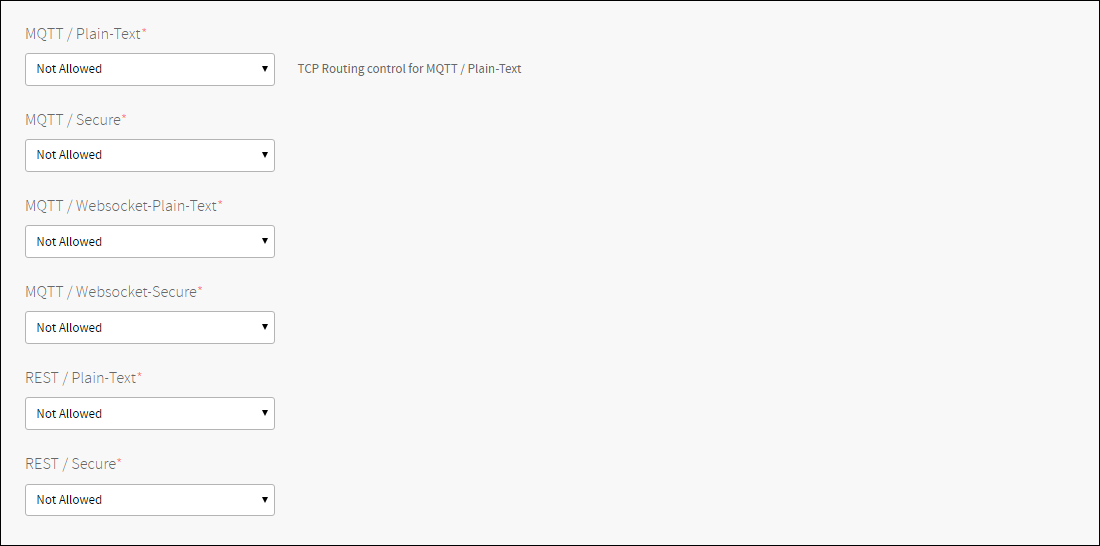 MQTT / Plain-Text*
Not Allowed
TCP Routing control for MQTT / Plain-Text
MQTT / Secure*
Not Allowed
MQTT / Websocket-Plain-Text*
Not Allowed
MQTT / Websocket-Secure*
Not Allowed
REST / Plain-Text*
Not Allowed
REST / Secure*
Not Allowed